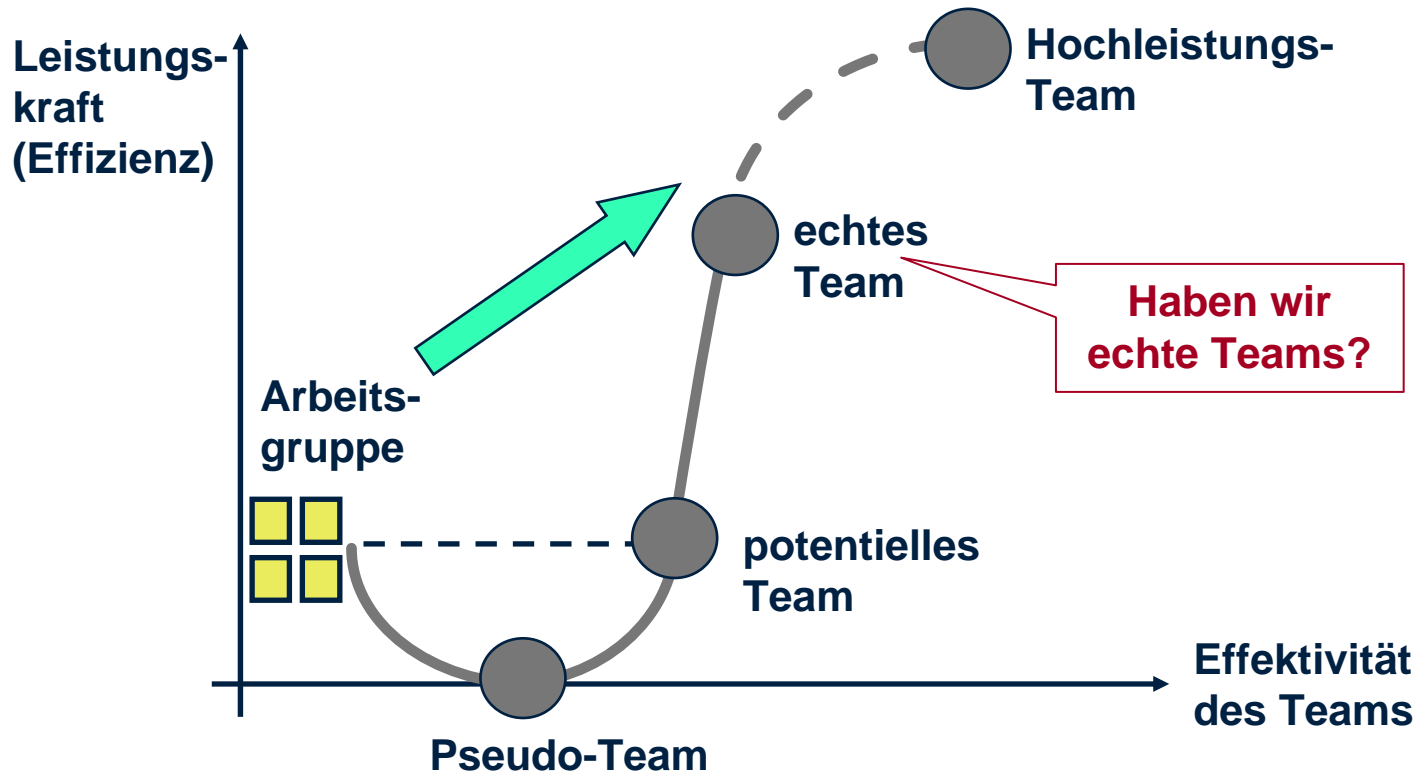 Leistungs-
kraft
(Effizienz)
Hochleistungs-
Team
echtes
Team
Haben wir
echte Teams?
Arbeits-
gruppe
potentielles
Team
Effektivität
des Teams
Pseudo-Team